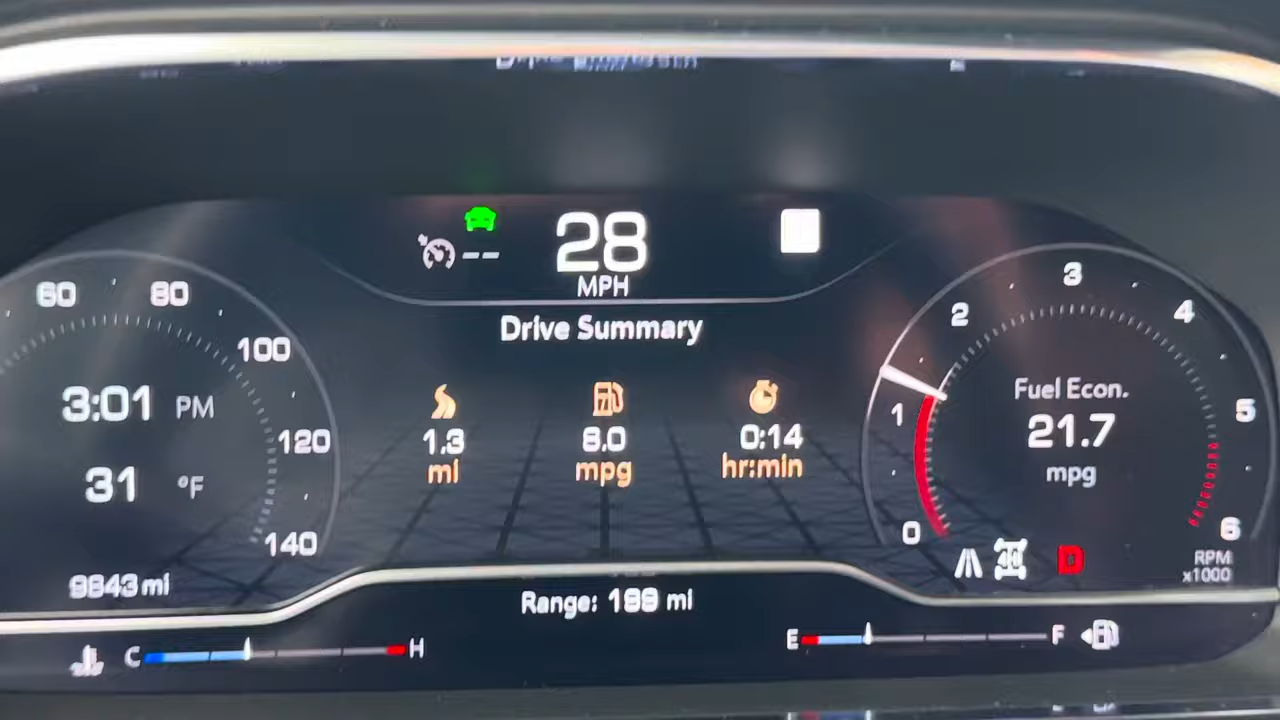 28
MPH
Drive Summary
60
80
100
120
140
3:01 PM
31 °F
9843 mi
1.3
mi
8.0
mpg
0:14
hr:min
0
1
2
3
4
5
6
Fuel Econ.
21.7
mpg
D
RPM
x1000
Range: 199 mi
C
H
E
F